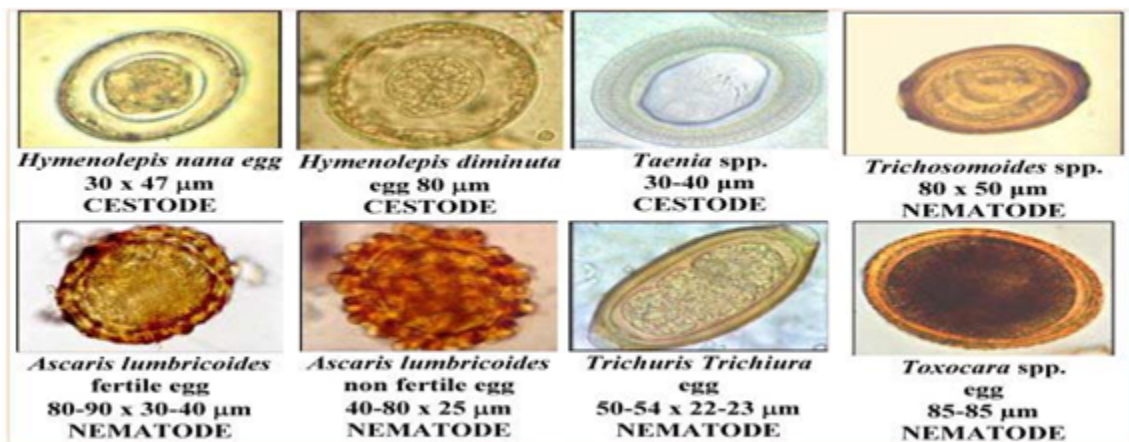 Hymenolepis nana egg
30 x 47 µm
CESTODE
Hymenolepis diminuta
egg 80 µm
CESTODE
Taenia spp.
30-40 µm
CESTODE
Trichosomoides spp.
80 x 50 µm
NEMATODE
Ascaris lumbricoides
fertile egg
80-90 x 30-40 µm
NEMATODE
Ascaris lumbricoides
non fertile egg
40-80 x 25 µm
NEMATODE
Trichuris Trichiura
egg
50-54 x 22-23 µm
NEMATODE
Toxocara spp.
egg
85-85 µm
NEMATODE